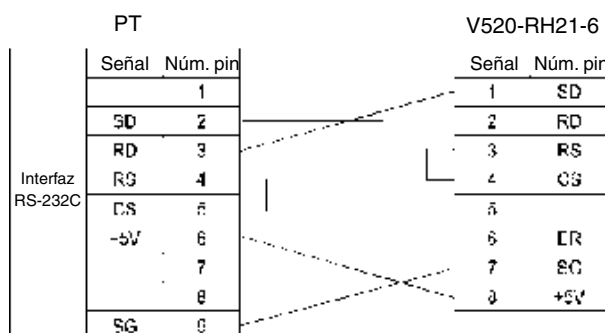 PT V520-RH21-6
Señal Núm. pin Señal Núm. pin
1 1 SD
SD 2 2 RD
RD 3 3 RS
Interfaz RS 4 4 CS
RS-232C CS 5 5
+5V 6 6 ER
7 7 SG
8 8 +5V
SG 9